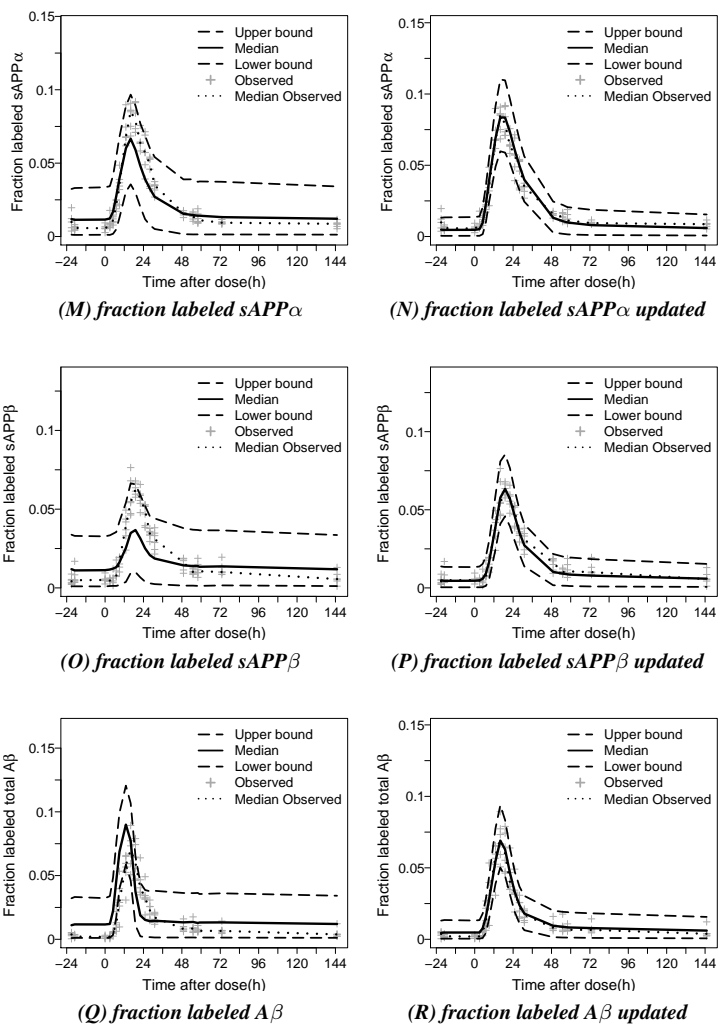 0.15
0.1
0.05
0
Fraction labeled sAPPα
Upper bound
Median
Lower bound
Observed
Median Observed
−24 0 24 48 72 96 120 144
Time after dose(h)
(M) fraction labeled sAPPα
0.15
0.1
0.05
0
Fraction labeled sAPPα
Upper bound
Median
Lower bound
Observed
Median Observed
−24 0 24 48 72 96 120 144
Time after dose(h)
(N) fraction labeled sAPPα updated
0.1
0.05
0
Fraction labeled sAPPβ
Upper bound
Median
Lower bound
Observed
Median Observed
−24 0 24 48 72 96 120 144
Time after dose(h)
(O) fraction labeled sAPPβ
0.1
0.05
0
Fraction labeled sAPPβ
Upper bound
Median
Lower bound
Observed
Median Observed
−24 0 24 48 72 96 120 144
Time after dose(h)
(P) fraction labeled sAPPβ updated
0.15
0.1
0.05
0
Fraction labeled total Aβ
Upper bound
Median
Lower bound
Observed
Median Observed
−24 0 24 48 72 96 120 144
Time after dose(h)
(Q) fraction labeled Aβ
0.15
0.1
0.05
0
Fraction labeled total Aβ
Upper bound
Median
Lower bound
Observed
Median Observed
−24 0 24 48 72 96 120 144
Time after dose(h)
(R) fraction labeled Aβ updated